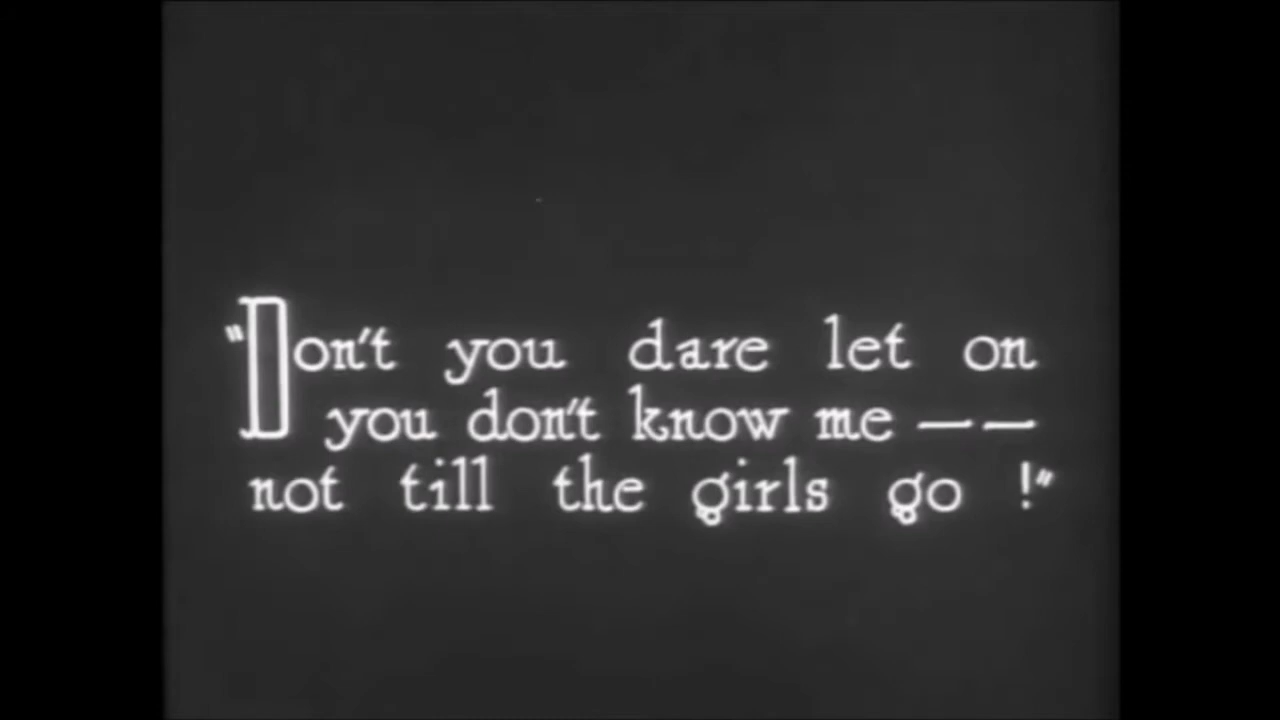 "Don't you dare let on
you don't know me——
not till the girls go !"